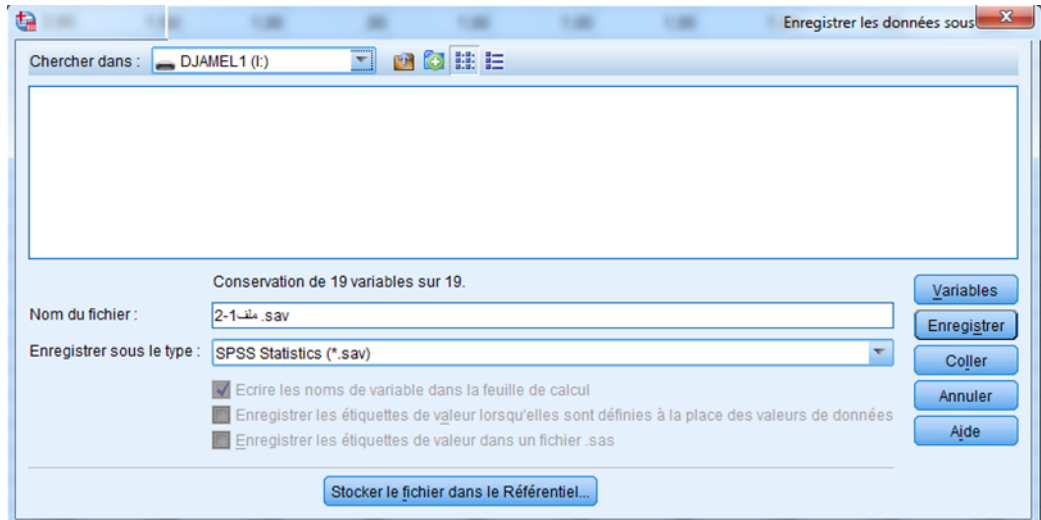 Enregistrer les données sous
Chercher dans : DJAMEL1 (I:)
Conservation de 19 variables sur 19.
Variables
Nom du fichier : 2-1ملف .sav
Enregistrer
Enregistrer sous le type : SPSS Statistics (*.sav)
Coller
Ecrire les noms de variable dans la feuille de calcul
Annuler
Enregistrer les étiquettes de valeur lorsqu'elles sont définies à la place des valeurs de données
Enregistrer les étiquettes de valeur dans un fichier .sas
Aide
Stocker le fichier dans le Référentiel...